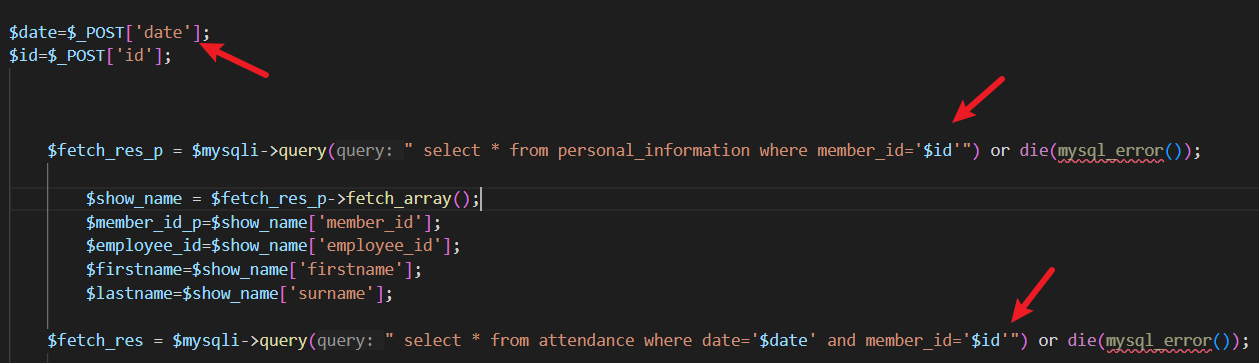 $date=$_POST['date'];
$id=$_POST['id'];
$fetch_res_p = $mysqli->query(query: " select * from personal_information where member_id='$id'") or die(mysql_error());
$show_name = $fetch_res_p->fetch_array();
$member_id_p=$show_name['member_id'];
$employee_id=$show_name['employee_id'];
$firstname=$show_name['firstname'];
$lastname=$show_name['surname'];
$fetch_res = $mysqli->query(query: " select * from attendance where date='$date' and member_id='$id'") or die(mysql_error());